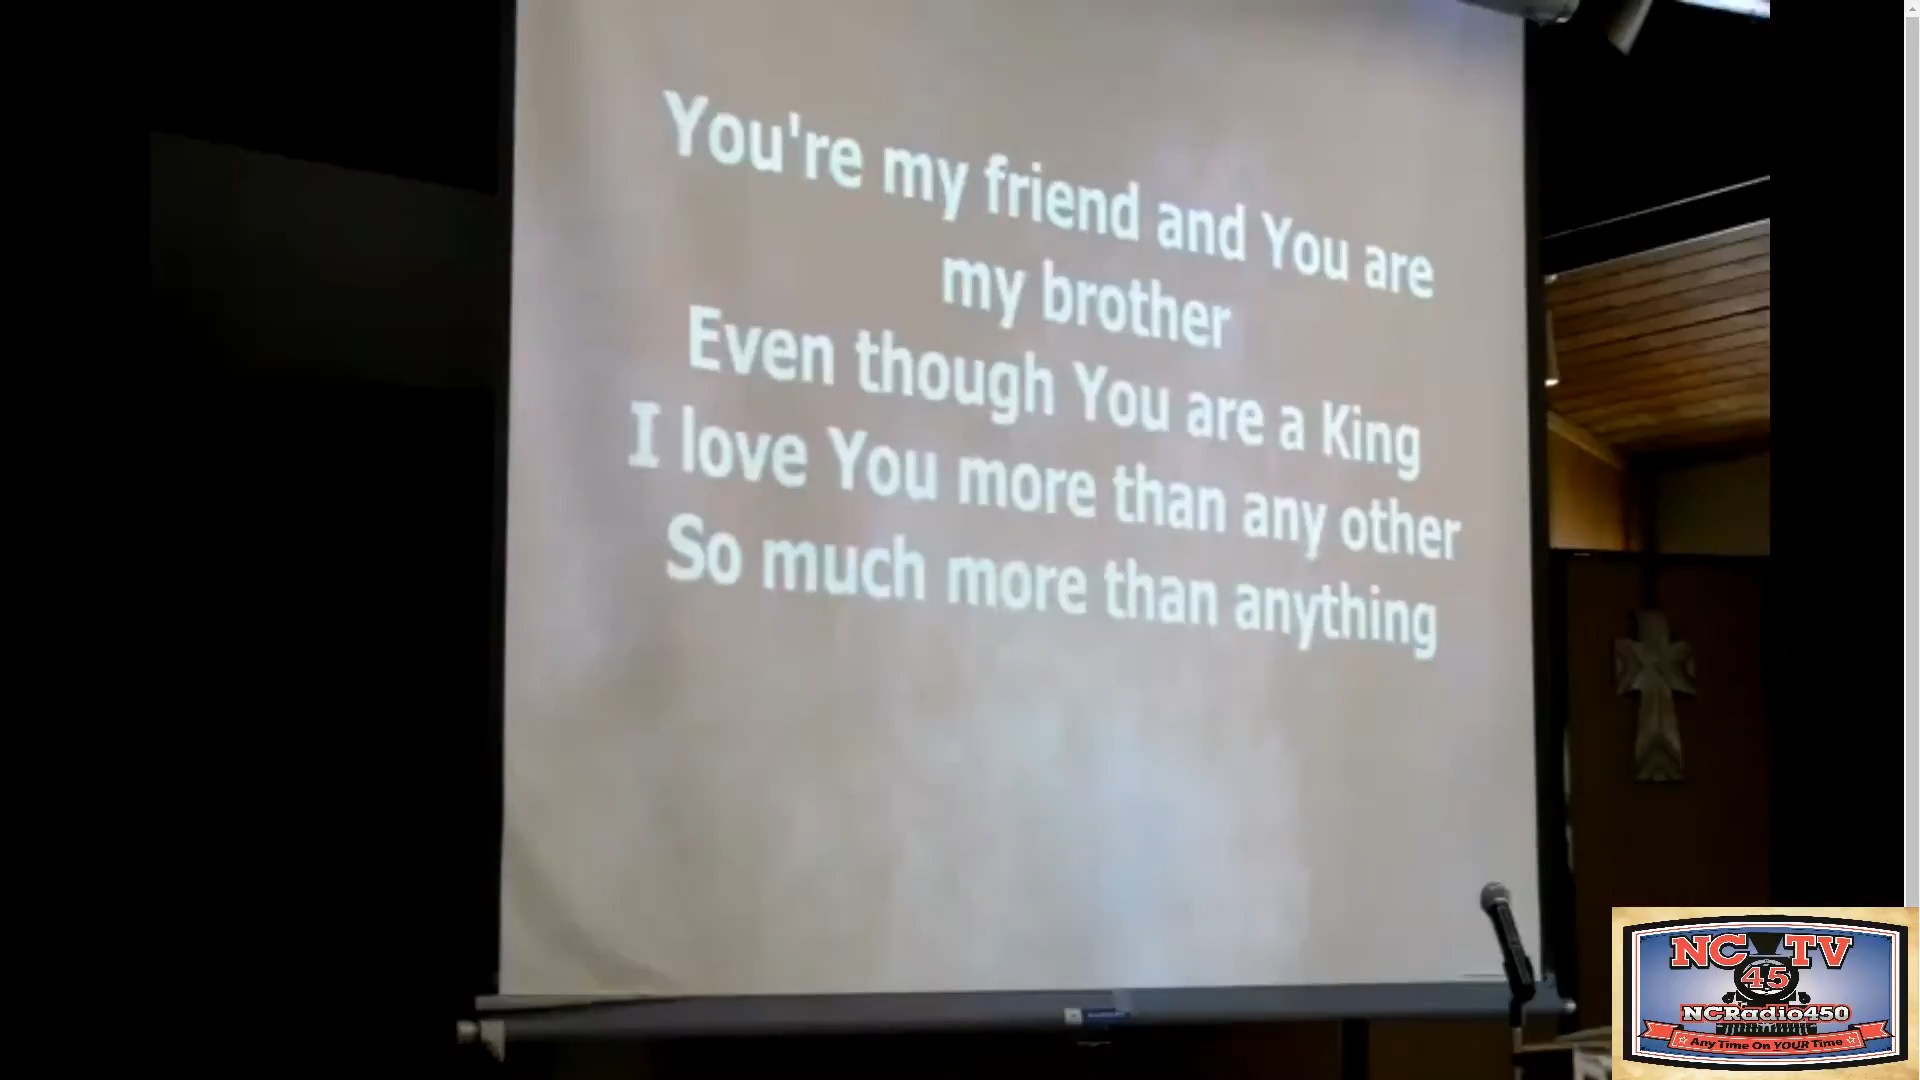 You're my friend and You are
my brother
Even though You are a King
I love You more than any other
So much more than anything
NC TV
45
NCRadio450
Any Time On YOUR Time